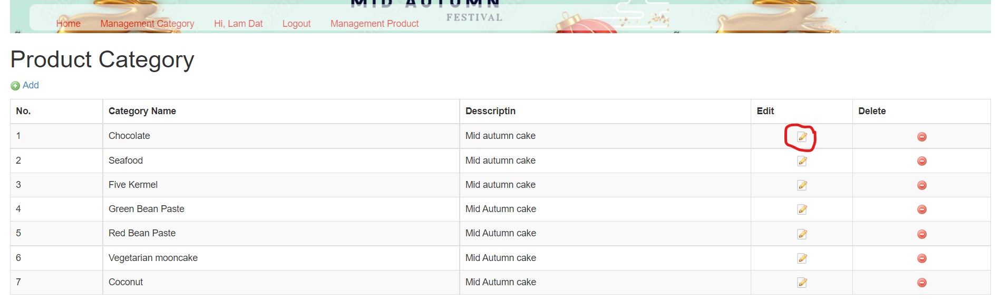 MID AUTUMN
FESTIVAL
Home Management Category Hi, Lam Dat Logout Management Product
Product Category
Add
No. Category Name Desscriptin Edit Delete
1 Chocolate Mid autumn cake
2 Seafood Mid autumn cake
3 Five Kermel Mid autumn cake
4 Green Bean Paste Mid Autumn cake
5 Red Bean Paste Mid Autumn cake
6 Vegetarian mooncake Mid Autumn cake
7 Coconut Mid Autumn cake